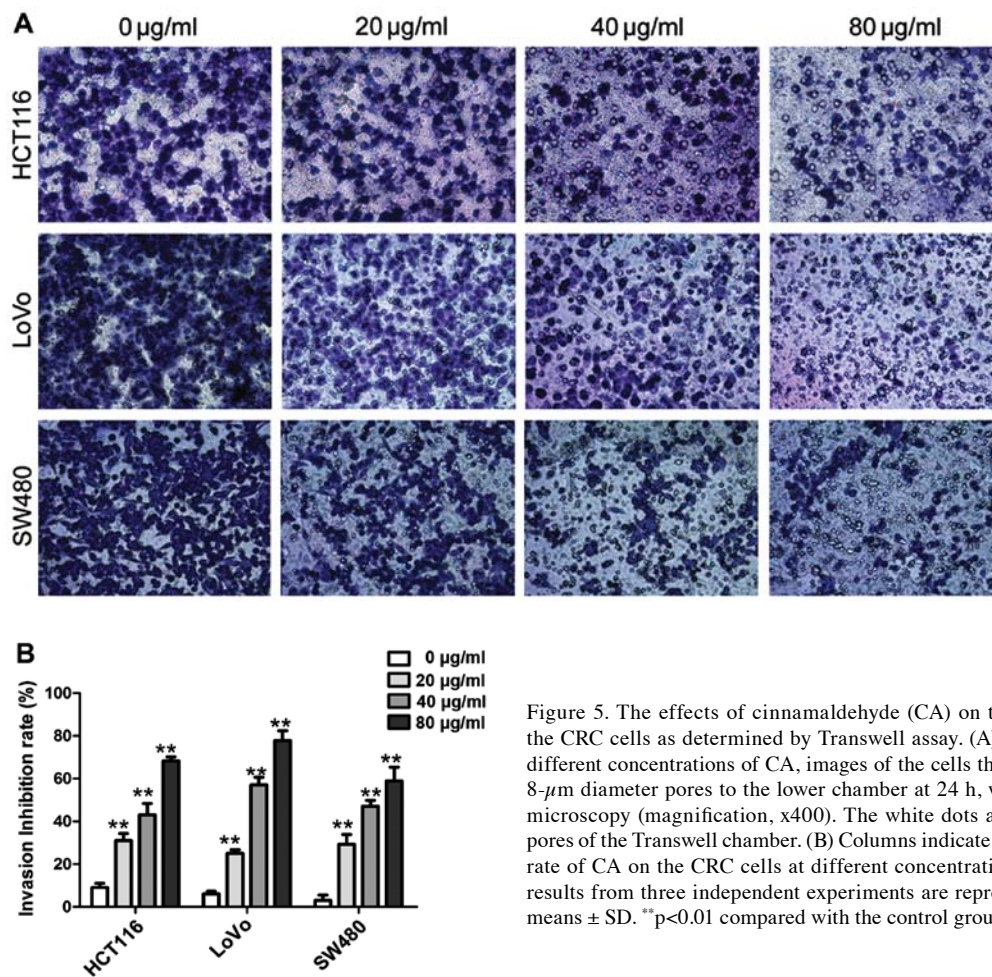 A
0 µg/ml 20 µg/ml 40 µg/ml 80 µg/ml
HCT116
LoVo
SW480
B
0 µg/ml
20 µg/ml
40 µg/ml
80 µg/ml
Invasion Inhibition rate (%)
100
80
60
40
20
0
** ** **
** ** **
** ** **
HCT116 LoVo SW480
Figure 5. The effects of cinnamaldehyde (CA) on
the CRC cells as determined by Transwell assay. (A)
different concentrations of CA, images of the cells
8-µm diameter pores to the lower chamber at 24 h,
microscopy (magnification, x400). The white dots
pores of the Transwell chamber. (B) Columns indicate
rate of CA on the CRC cells at different
results from three independent experiments are
means ± SD. **p<0.01 compared with the control